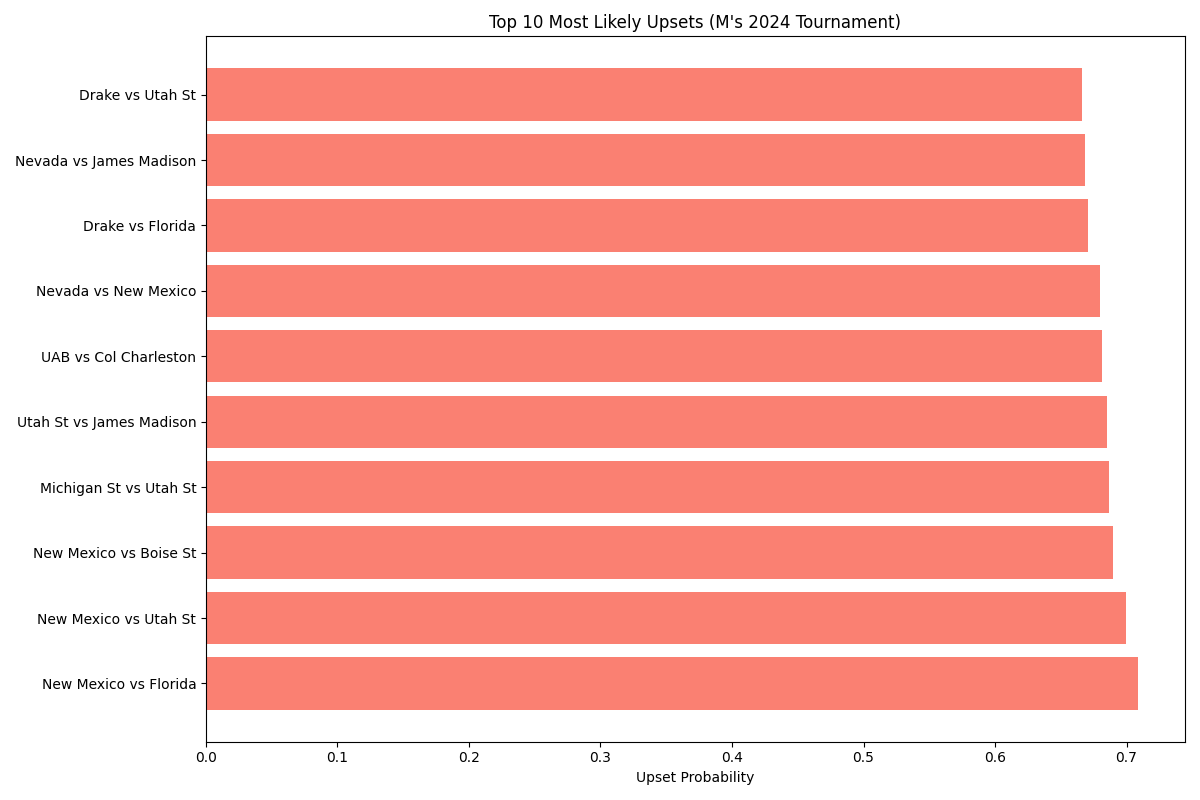 Top 10 Most Likely Upsets (M's 2024 Tournament)
Drake vs Utah St
Nevada vs James Madison
Drake vs Florida
Nevada vs New Mexico
UAB vs Col Charleston
Utah St vs James Madison
Michigan St vs Utah St
New Mexico vs Boise St
New Mexico vs Utah St
New Mexico vs Florida
0.0 0.1 0.2 0.3 0.4 0.5 0.6 0.7
Upset Probability